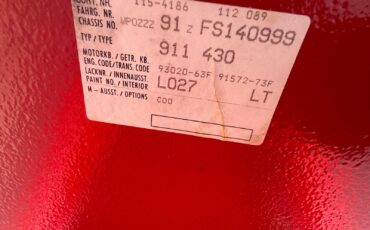 115-4186 112 089
FAHRG. NR.
CHASSIS NO. WP0ZZZ 91 Z FS140999
TYP / TYPE 911 430
MOTORKB. / GETR. KB.
ENG. CODE/TRANS. CODE 93020-63F 91572-73F
LACKNR. / INNENAUSST.
PAINT NO. / INTERIOR L027 LT
M - AUSST. / OPTIONS
COO